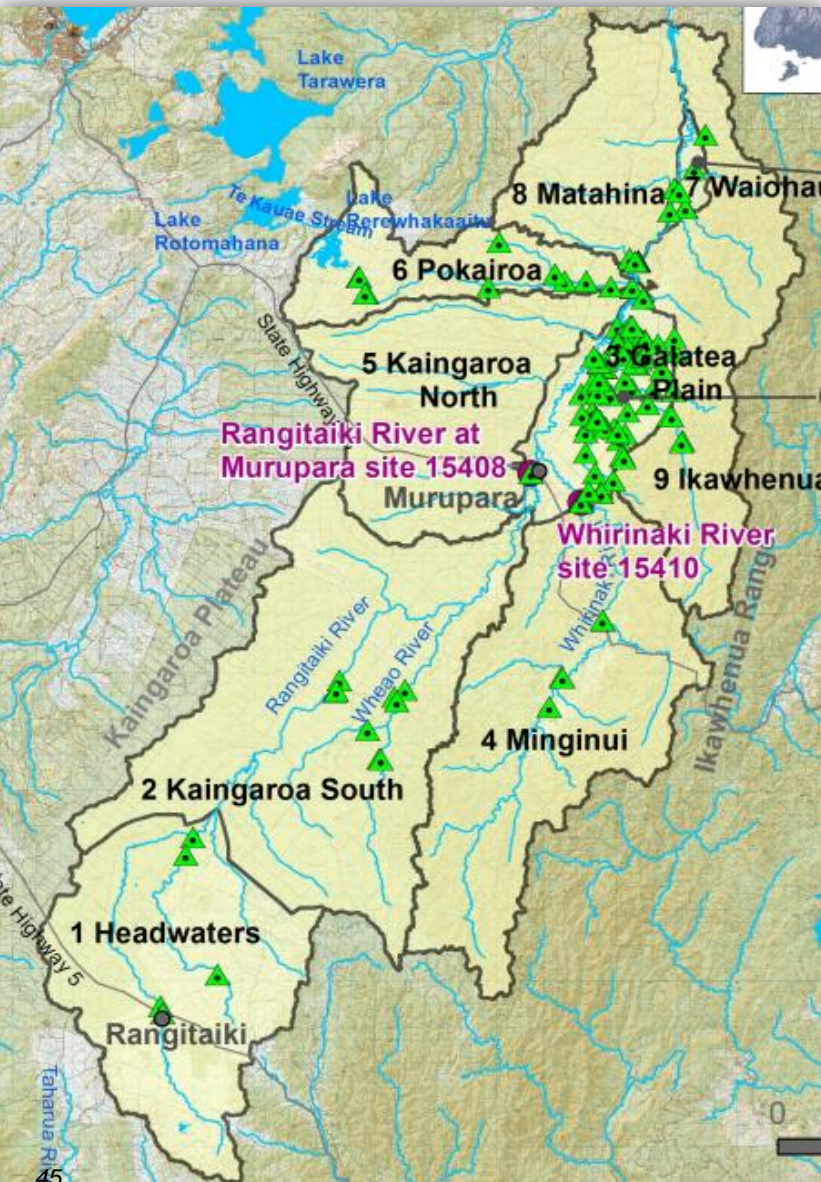 Lake
Tarawera
Te Kauae Stream
Lake
Rerewhakaaitu
Lake
Rotomahana
8 Matahina
7 Waiohau
6 Pokairoa
State Highway
5 Kaingaroa
North
3 Galatea
Plain
Rangitaiki River at
Murupara site 15408
Murupara
9 Ikawhenua
Whirinaki River
site 15410
Kaingaroa Plateau
Rangitaiki River
Wheao River
Whirinaki Ri
Ikawhenua Rang
4 Minginui
2 Kaingaroa South
1 Headwaters
State Highway 5
Rangitaiki
Taharua Ri
0
45